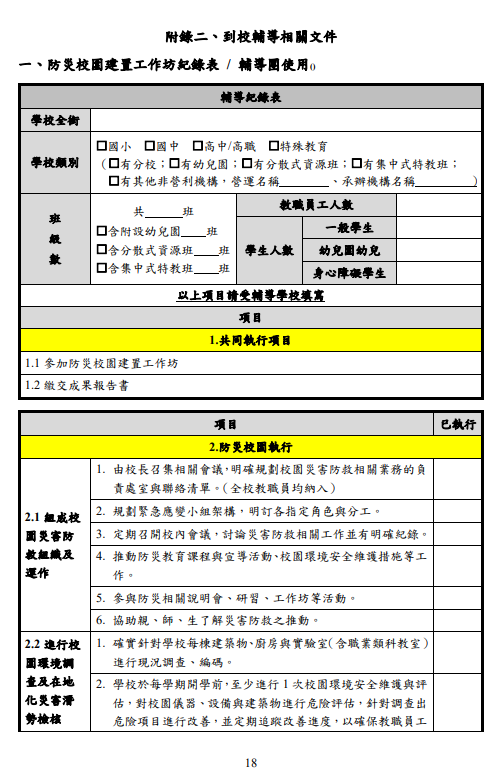 附錄二、到校輔導相關文件
一、防災校園建置工作坊紀錄表 / 輔導團使用()
輔導紀錄表
學校全銜
學校類別
□國小 □國中 □高中/高職 □特殊教育
（□有分校；□有幼兒園；□有分散式資源班；□有集中式特教班；
□有其他非營利機構，營運名稱________、承辦機構名稱__________）
班
級
數
共____班
□含附設幼兒園____班
□含分散式資源班____班
□含集中式特教班____班
教職員工人數
學生人數
一般學生
幼兒園幼兒
身心障礙學生
以上項目請受輔導學校填寫
項目
1.共同執行項目
1.1 參加防災校園建置工作坊
1.2 繳交成果報告書
項目 已執行
2.防災校園執行
2.1 組成校
園災害防
救組織及
運作
1. 由校長召集相關會議，明確規劃校園災害防救相關業務的負
責處室與聯絡清單。（全校教職員均納入）
2. 規劃緊急應變小組架構，明訂各指定角色與分工。
3. 定期召開校內會議，討論災害防救相關工作並有明確紀錄。
4. 推動防災教育課程與宣導活動、校園環境安全維護措施等工
作。
5. 參與防災相關說明會、研習、工作坊等活動。
6. 協助親、師、生了解災害防救之推動。
2.2 進行校
園環境調
查及在地
化災害潛
勢檢核
1. 確實針對學校每棟建築物、廚房與實驗室（含職業類科教室）
進行現況調查、編碼。
2. 學校於每學期開學前，至少進行 1 次校園環境安全維護與評
估，對校園儀器、設備與建築物進行危險評估，針對調查出
危險項目進行改善，並定期追蹤改善進度，以確保教職員工
18